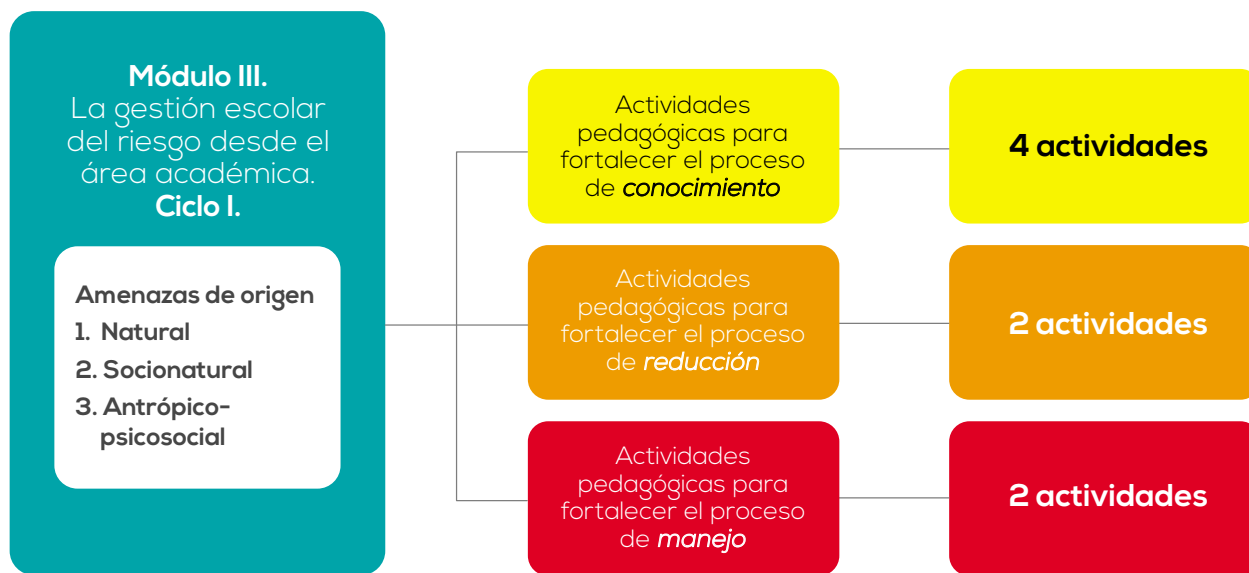 Módulo III.
La gestión escolar
del riesgo desde el
área académica.
Ciclo I.
Amenazas de origen
1. Natural
2. Socionatural
3. Antrópico-
psicosocial
Actividades
pedagógicas para
fortalecer el proceso
de conocimiento
4 actividades
Actividades
pedagógicas para
fortalecer el proceso
de reducción
2 actividades
Actividades
pedagógicas para
fortalecer el proceso
de manejo
2 actividades